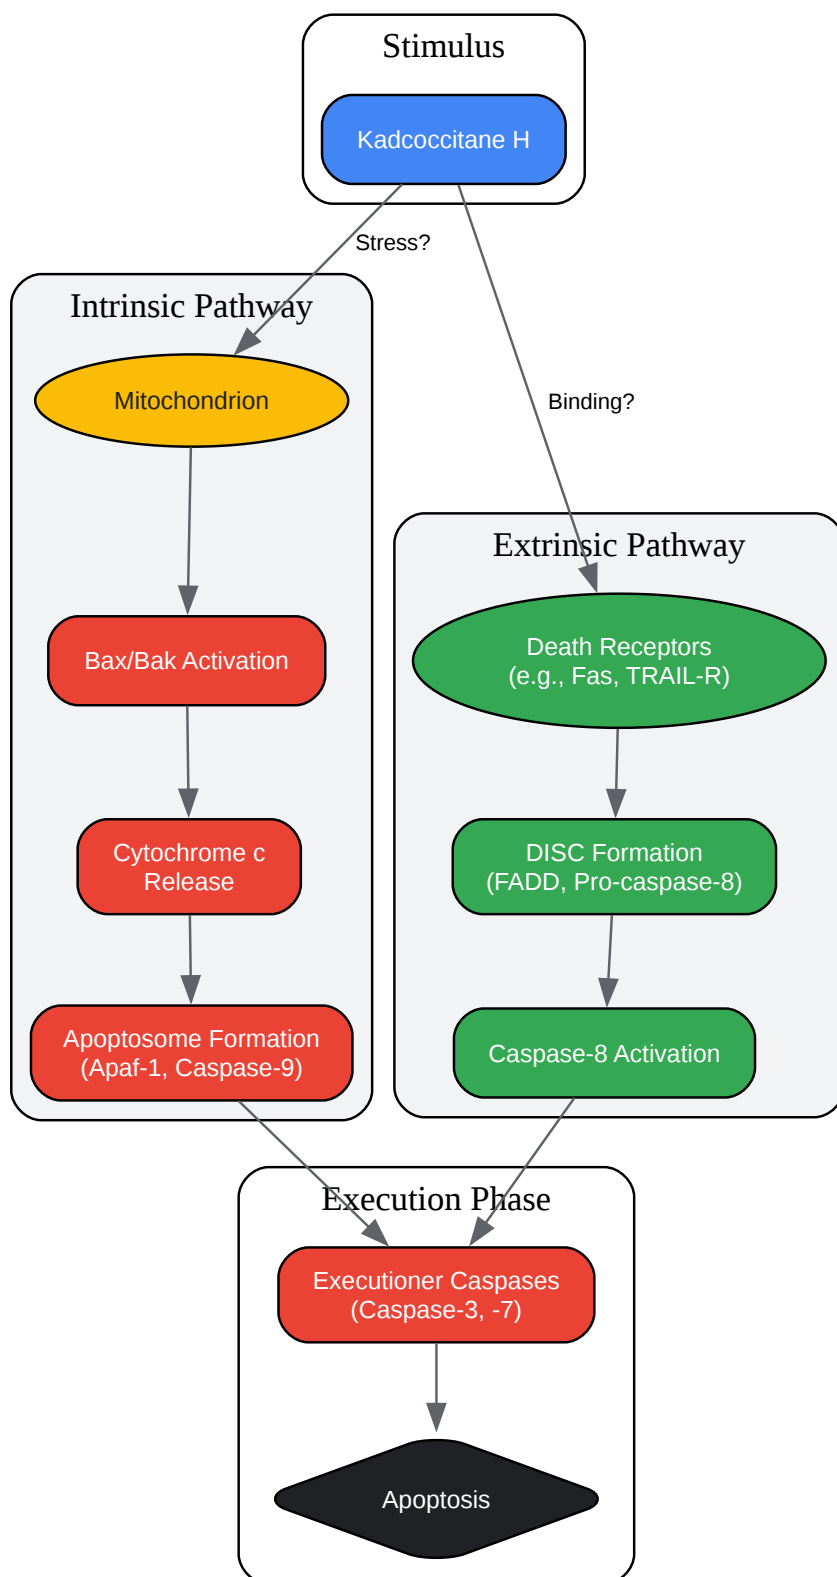 Stimulus
Kadcoccitane H
Stress?
Intrinsic Pathway
Mitochondrion
Binding?
Extrinsic Pathway
Death Receptors
(e.g., Fas, TRAIL-R)
Bax/Bak Activation
Cytochrome c
Release
DISC Formation
(FADD, Pro-caspase-8)
Apoptosome Formation
(Apaf-1, Caspase-9)
Caspase-8 Activation
Execution Phase
Executioner Caspases
(Caspase-3, -7)
Apoptosis